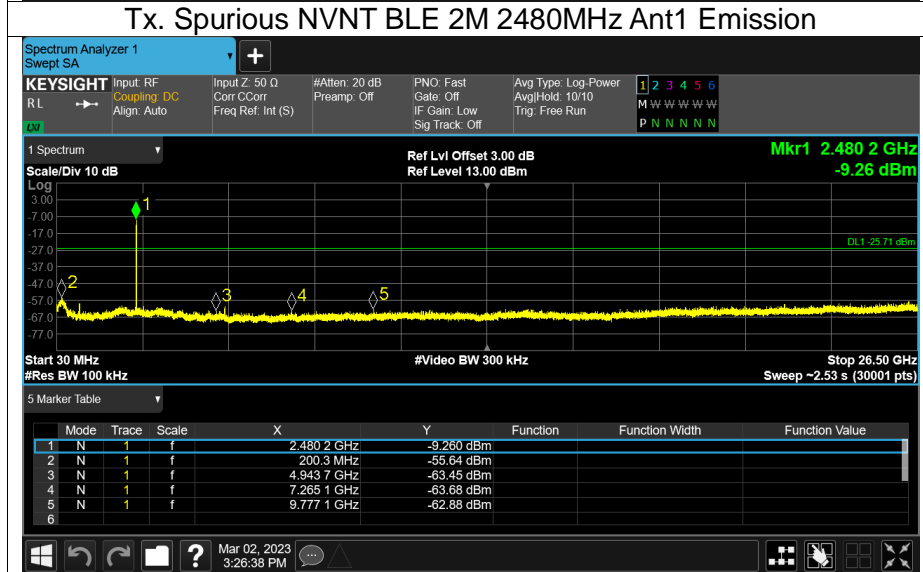 Tx. Spurious NVNT BLE 2M 2480MHz Ant1 Emission
Spectrum Analyzer 1
Swept SA
+
KEYSIGHT
R L
LXI
Input: RF
Coupling: DC
Align: Auto
Input Z: 50 Ω
Corr CCorr
Freq Ref: Int (S)
#Atten: 20 dB
Preamp: Off
PNO: Fast
Gate: Off
IF Gain: Low
Sig Track: Off
Avg Type: Log-Power
Avg|Hold: 10/10
Trig: Free Run
1 2 3 4 5 6
M W W W W W
P N N N N N
1 Spectrum
Scale/Div 10 dB
Ref Lvl Offset 3.00 dB
Ref Level 13.00 dBm
Mkr1 2.480 2 GHz
-9.26 dBm
Log
3.00
-7.00
-17.0
-27.0
-37.0
-47.0
-57.0
-67.0
-77.0
1
2
3
4
5
DL1 -25.71 dBm
Start 30 MHz
#Video BW 300 kHz
Stop 26.50 GHz
#Res BW 100 kHz
Sweep ~2.53 s (30001 pts)
5 Marker Table
Mode Trace Scale X Y Function Function Width Function Value
1 N 1 f 2.480 2 GHz -9.260 dBm
2 N 1 f 200.3 MHz -55.64 dBm
3 N 1 f 4.943 7 GHz -63.45 dBm
4 N 1 f 7.265 1 GHz -63.68 dBm
5 N 1 f 9.777 1 GHz -62.88 dBm
6
?
Mar 02, 2023
3:26:38 PM